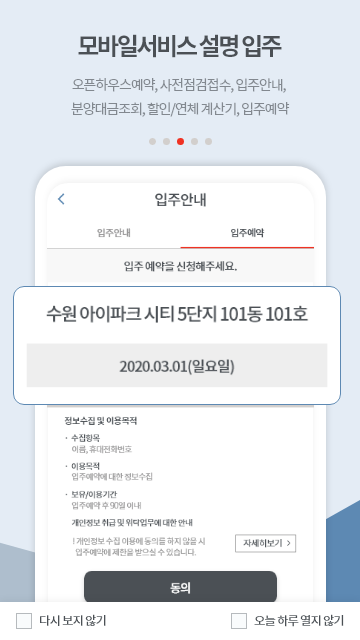 모바일서비스 설명 입주
오픈하우스예약, 사전점검접수, 입주안내,
분양대금조회, 할인/연체 계산기, 입주예약
입주안내
입주안내 입주예약
입주 예약을 신청해주세요.
수원 아이파크 시티 5단지 101동 101호
2020.03.01(일요일)
정보수집 및 이용목적
· 수집항목
이름, 휴대전화번호
· 이용목적
입주예약에 대한 정보수집
· 보유/이용기간
입주예약 후 90일 이내
개인정보 취급 및 위탁업무에 대한 안내
! 개인정보 수집 이용에 동의를 하지 않을 시
입주예약에 제한을 받으실 수 있습니다.
자세히보기 >
동의
다시 보지 않기
오늘 하루 열지 않기